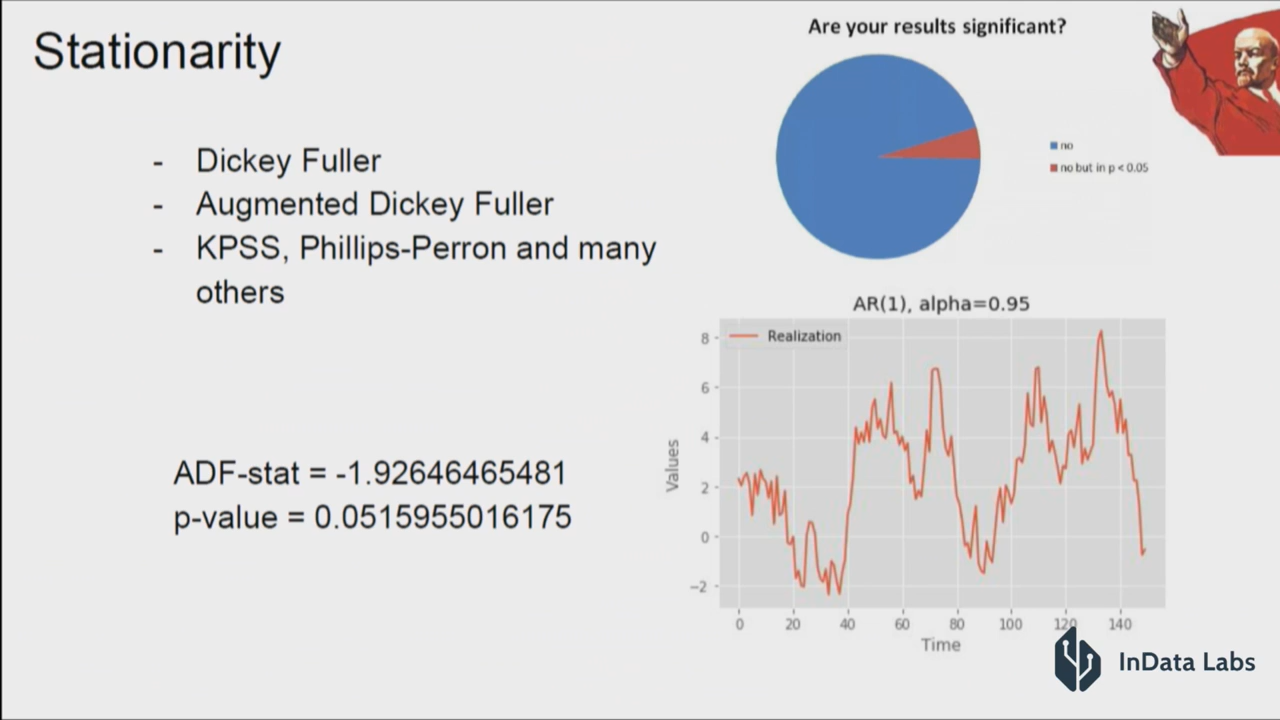 Stationarity
- Dickey Fuller
- Augmented Dickey Fuller
- KPSS, Phillips-Perron and many
others
ADF-stat = -1.92646465481
p-value = 0.0515955016175
Are your results significant?
no
no but in p < 0.05
AR(1), alpha=0.95
Realization
8
6
4
2
0
−2
Values
0 20 40 60 80 100 120 140
Time
InData Labs